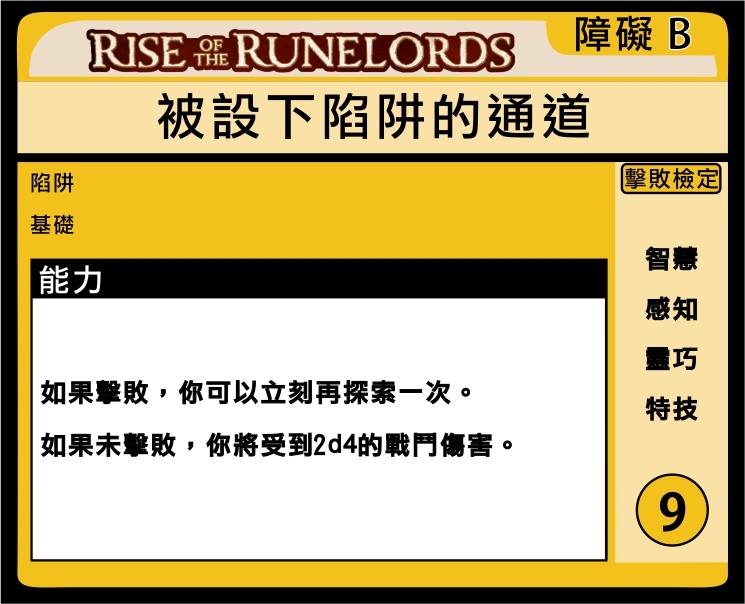 RISE OF THE RUNELORDS
障礙 B
被設下陷阱的通道
陷阱
基礎
擊敗檢定
能力
智慧
感知
靈巧
特技
如果擊敗，你可以立刻再探索一次。
如果未擊敗，你將受到2d4的戰鬥傷害。
9